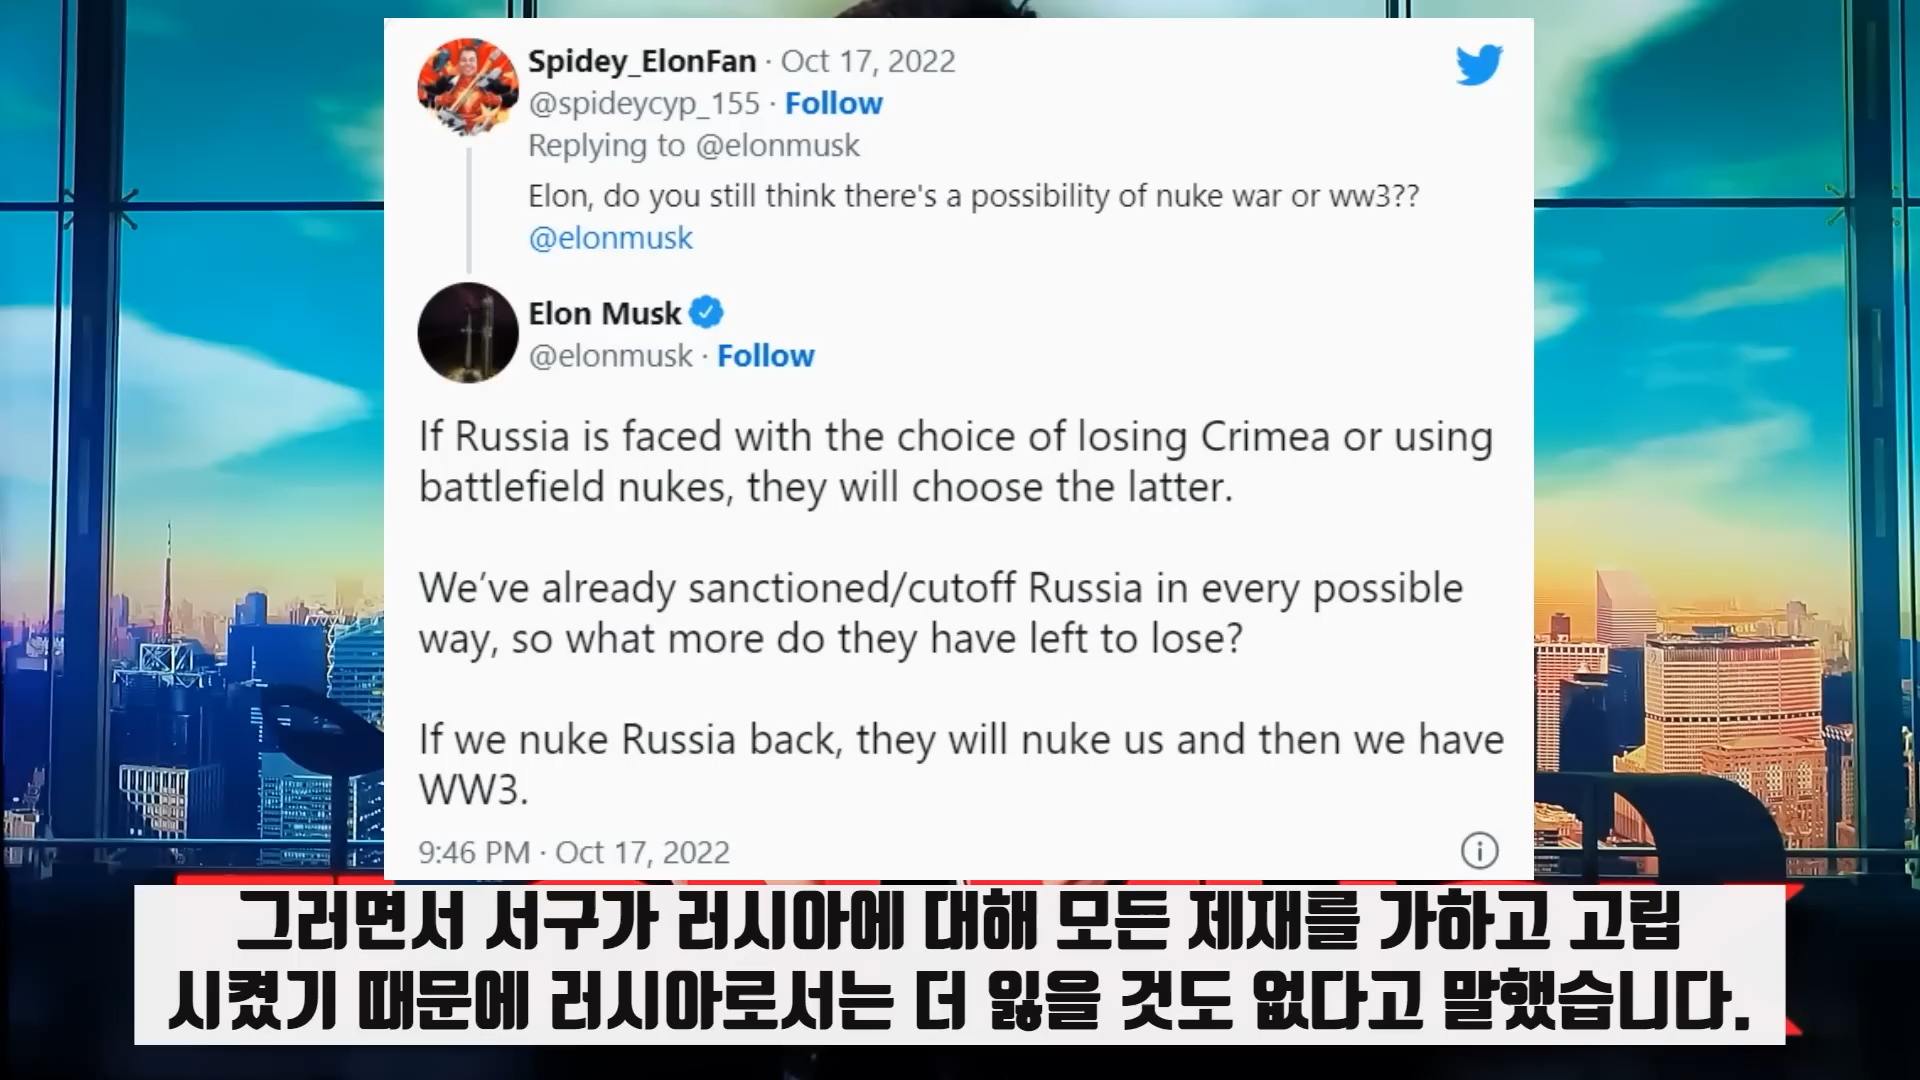 Spidey_ElonFan · Oct 17, 2022
@spideycyp_155 · Follow
Replying to @elonmusk
Elon, do you still think there's a possibility of nuke war or ww3??
@elonmusk
Elon Musk
@elonmusk · Follow
If Russia is faced with the choice of losing Crimea or using
battlefield nukes, they will choose the latter.
We've already sanctioned/cutoff Russia in every possible
way, so what more do they have left to lose?
If we nuke Russia back, they will nuke us and then we have
WW3.
9:46 PM · Oct 17, 2022
그러면서 서구가 러시아에 대해 모든 제재를 가하고 고립
시켰기 때문에 러시아로서는 더 잃을 것도 없다고 말했습니다.